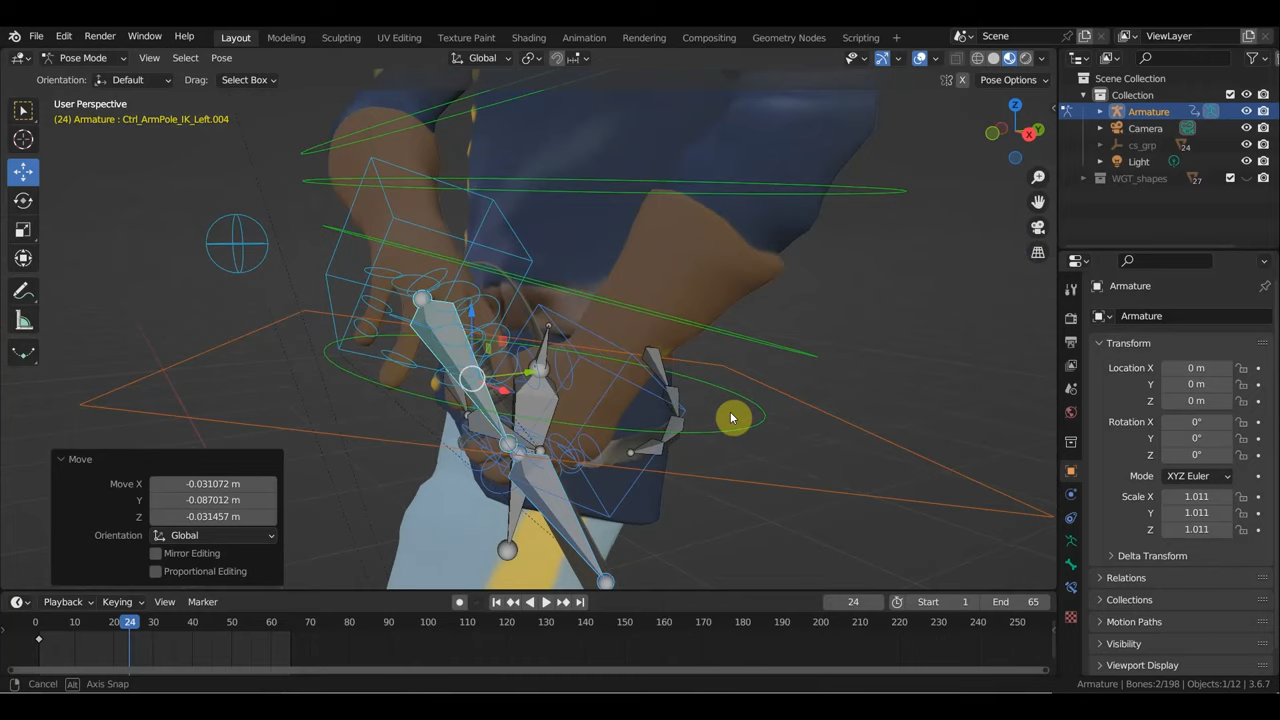 File Edit Render Window Help Layout Modeling Sculpting UV Editing Texture Paint Shading Animation Rendering Compositing Geometry Nodes Scripting + Scene ViewLayer
Pose Mode View Select Pose Global X Pose Options
Orientation: Default Drag: Select Box
User Perspective
(24) Armature : Ctrl_ArmPole_IK_Left.004
Z
Y
X
Scene Collection
Collection
Armature
Camera
cs_grp 24
Light
WGT_shapes 27
Armature
Armature
Transform
Location X 0 m
Y 0 m
Z 0 m
Rotation X 0°
Y 0°
Z 0°
Mode XYZ Euler
Scale X 1.011
Y 1.011
Z 1.011
Delta Transform
Relations
Collections
Motion Paths
Visibility
Viewport Display
Move
Move X -0.031072 m
Y -0.087012 m
Z -0.031457 m
Orientation Global
Mirror Editing
Proportional Editing
Playback Keying View Marker 24 Start 1 End 65
0 10 20 24 30 40 50 60 70 80 90 100 110 120 130 140 150 160 170 180 190 200 210 220 230 240 250
Cancel Alt Axis Snap Armature | Bones:2/198 | Objects:1/12 | 3.6.7